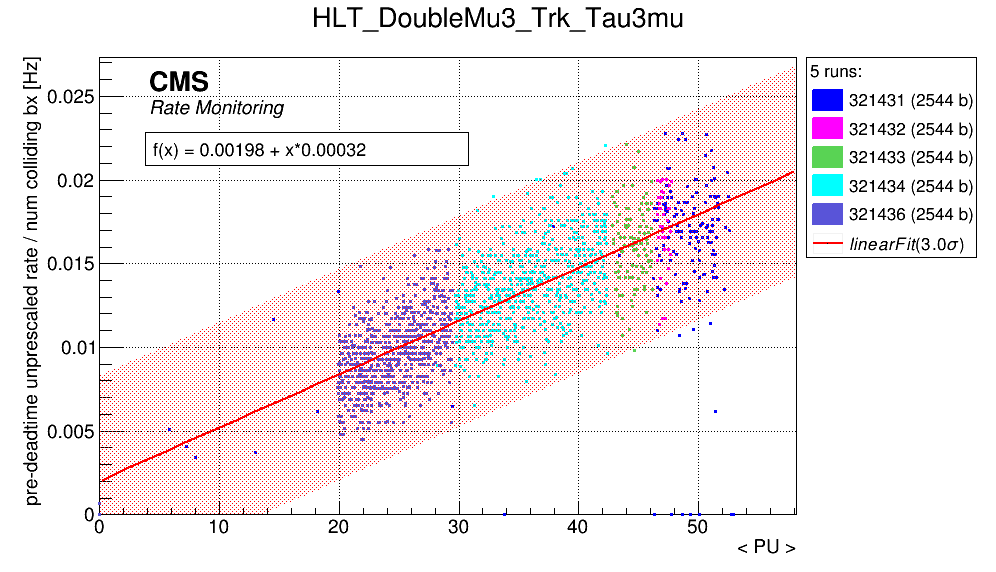 HLT_DoubleMu3_Trk_Tau3mu
pre-deadtime unprescaled rate / num colliding bx [Hz]
CMS
Rate Monitoring
f(x) = 0.00198 + x*0.00032
0.025
0.02
0.015
0.01
0.005
0
0 10 20 30 40 50
< PU >
5 runs:
321431 (2544 b)
321432 (2544 b)
321433 (2544 b)
321434 (2544 b)
321436 (2544 b)
linearFit(3.0σ)